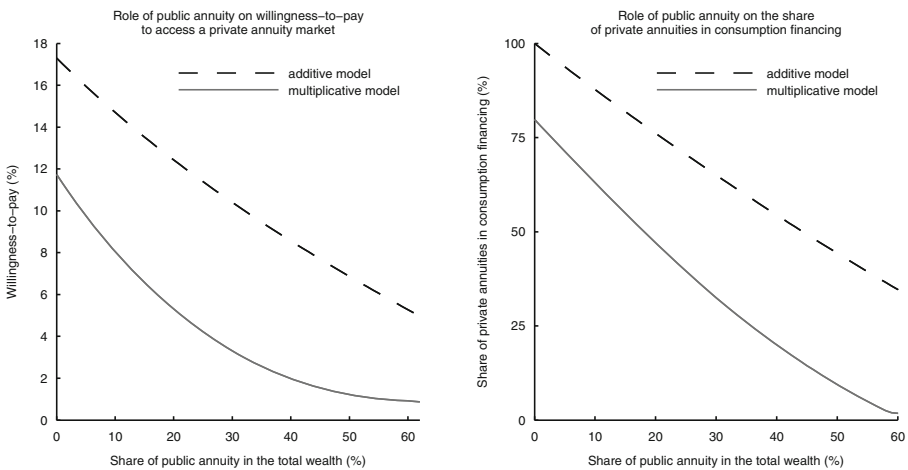 Role of public annuity on willingness−to−pay
to access a private annuity market
18
16
14
12
10
8
6
4
2
0
Willingness−to−pay (%)
additive model
multiplicative model
0 10 20 30 40 50 60
Share of public annuity in the total wealth (%)
Role of public annuity on the share
of private annuities in consumption financing
100
75
50
25
0
Share of private annuities in consumption financing (%)
additive model
multiplicative model
0 10 20 30 40 50 60
Share of public annuity in the total wealth (%)